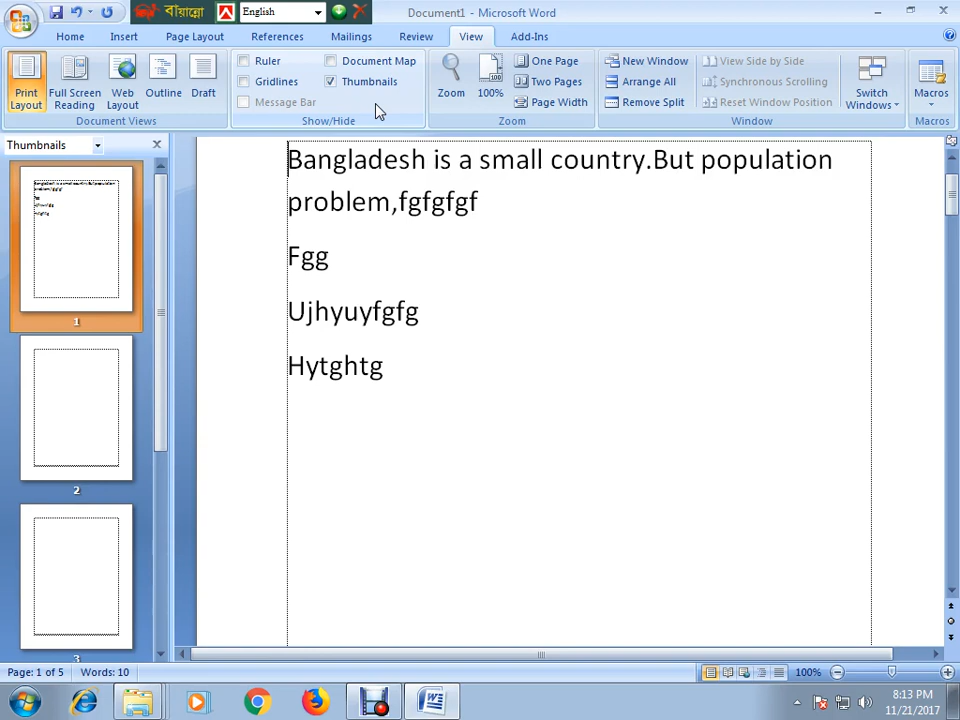 বায়ান্নো English Document1 - Microsoft Word
Home Insert Page Layout References Mailings Review View Add-Ins
Print Layout
Full Screen Reading
Web Layout
Outline
Draft
Document Views
Ruler
Gridlines
Message Bar
Document Map
Thumbnails
Show/Hide
Zoom
100
100%
One Page
Two Pages
Page Width
Zoom
New Window
Arrange All
Remove Split
View Side by Side
Synchronous Scrolling
Reset Window Position
Window
Switch Windows
Macros
Macros
Thumbnails
Bangladesh is a small country.But population
problem,fgfgfgf
Fgg
Ujhyuyfgfg
Hytghtg
1
2
3
Page: 1 of 5 Words: 10 100%
8:13 PM
11/21/2017